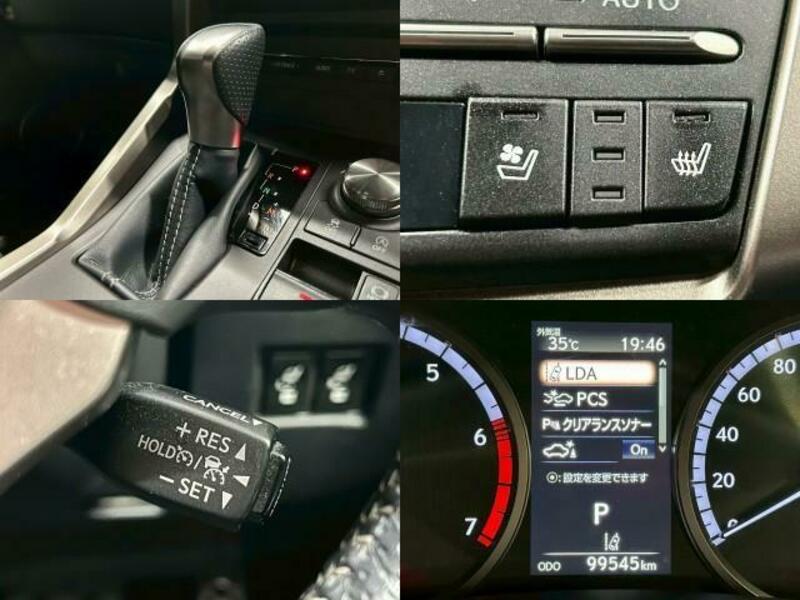 AUTO
CANCEL▼
+ RES ▲
HOLD
− SET ▼
5
6
7
外気温
35℃ 19:46
LDA
PCS
クリアランスソナー
On
⦿:設定を変更できます
P
ODO 99545km
80
60
40
20
0